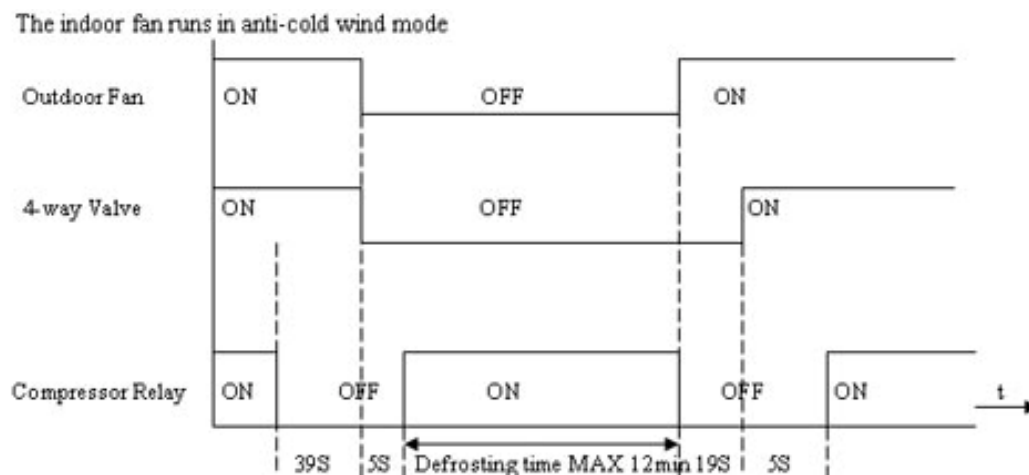 The indoor fan runs in anti-cold wind mode
Outdoor Fan ON OFF ON
4-way Valve ON OFF ON
Compressor Relay ON OFF ON OFF ON t
39S 5S Defrosting time MAX 12min 19S 5S